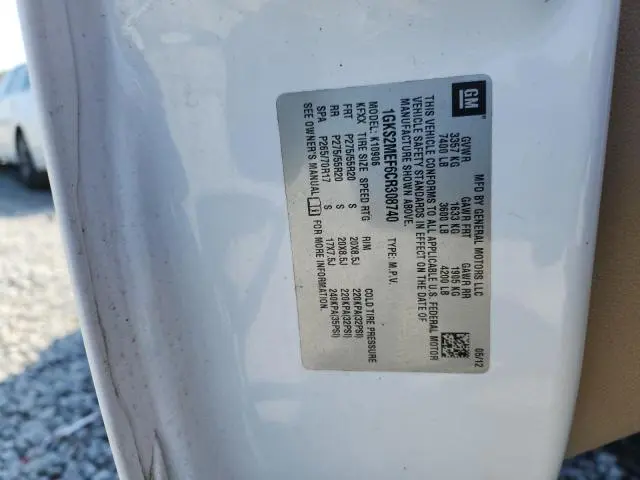 GM
MFD BY GENERAL MOTORS LLC
05/12
GVWR GAWR FRT GAWR RR
3357 KG 1633 KG 1905 KG
7400 LB 3600 LB 4200 LB
THIS VEHICLE CONFORMS TO ALL APPLICABLE U.S. FEDERAL MOTOR
VEHICLE SAFETY STANDARDS IN EFFECT ON THE DATE OF
MANUFACTURE SHOWN ABOVE.
1GKS2MEF6CR308740 TYPE: M.P.V.
MODEL: K10906
KFXX TIRE SIZE SPEED RTG RIM COLD TIRE PRESSURE
FRT P275/55R20 S 20X8.5J 220KPA(32PSI)
RR P275/55R20 S 20X8.5J 220KPA(32PSI)
SPA P265/70R17 S 17X7.5J 240KPA(35PSI)
SEE OWNER'S MANUAL FOR MORE INFORMATION.